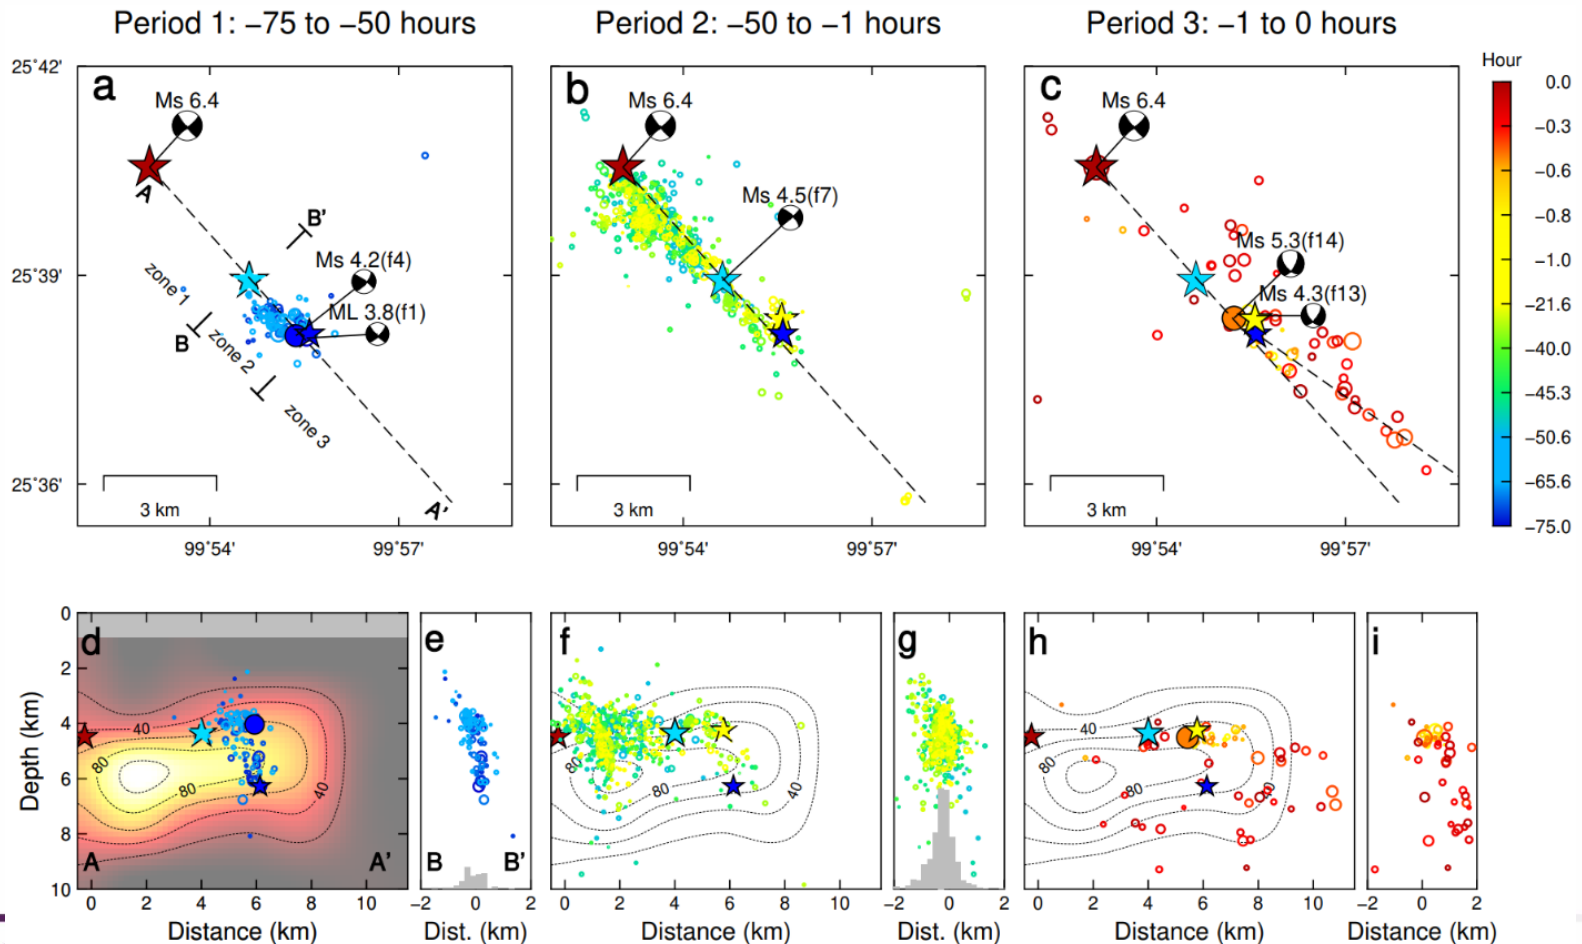 Period 1: −75 to −50 hours
Period 2: −50 to −1 hours
Period 3: −1 to 0 hours
25˚42'
25˚39'
25˚36'
a
Ms 6.4
A
B'
Ms 4.2(f4)
ML 3.8(f1)
zone 1
B
zone 2
zone 3
A'
3 km
99˚54'
99˚57'
b
Ms 6.4
Ms 4.5(f7)
3 km
99˚54'
99˚57'
c
Ms 6.4
Ms 5.3(f14)
Ms 4.3(f13)
3 km
99˚54'
99˚57'
Hour
0.0
−0.3
−0.6
−0.8
−1.0
−21.6
−40.0
−45.3
−50.6
−65.6
−75.0
Depth (km)
0
2
4
6
8
10
d
40
80
80
40
A
A'
0 2 4 6 8 10
Distance (km)
e
B
B'
−2 0 2
Dist. (km)
f
40
80
80
40
0 2 4 6 8 10
Distance (km)
g
−2 0 2
Dist. (km)
h
40
80
80
40
0 2 4 6 8 10
Distance (km)
i
−2 0 2
Dist. (km)